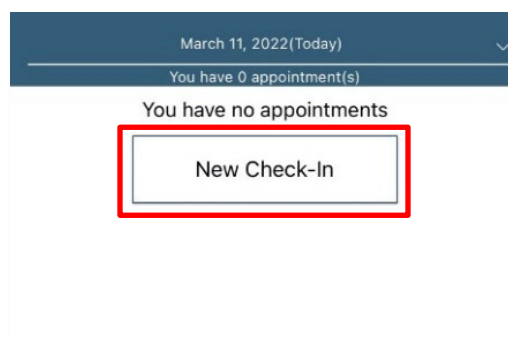 March 11, 2022(Today)
You have 0 appointment(s)
You have no appointments
New Check-In